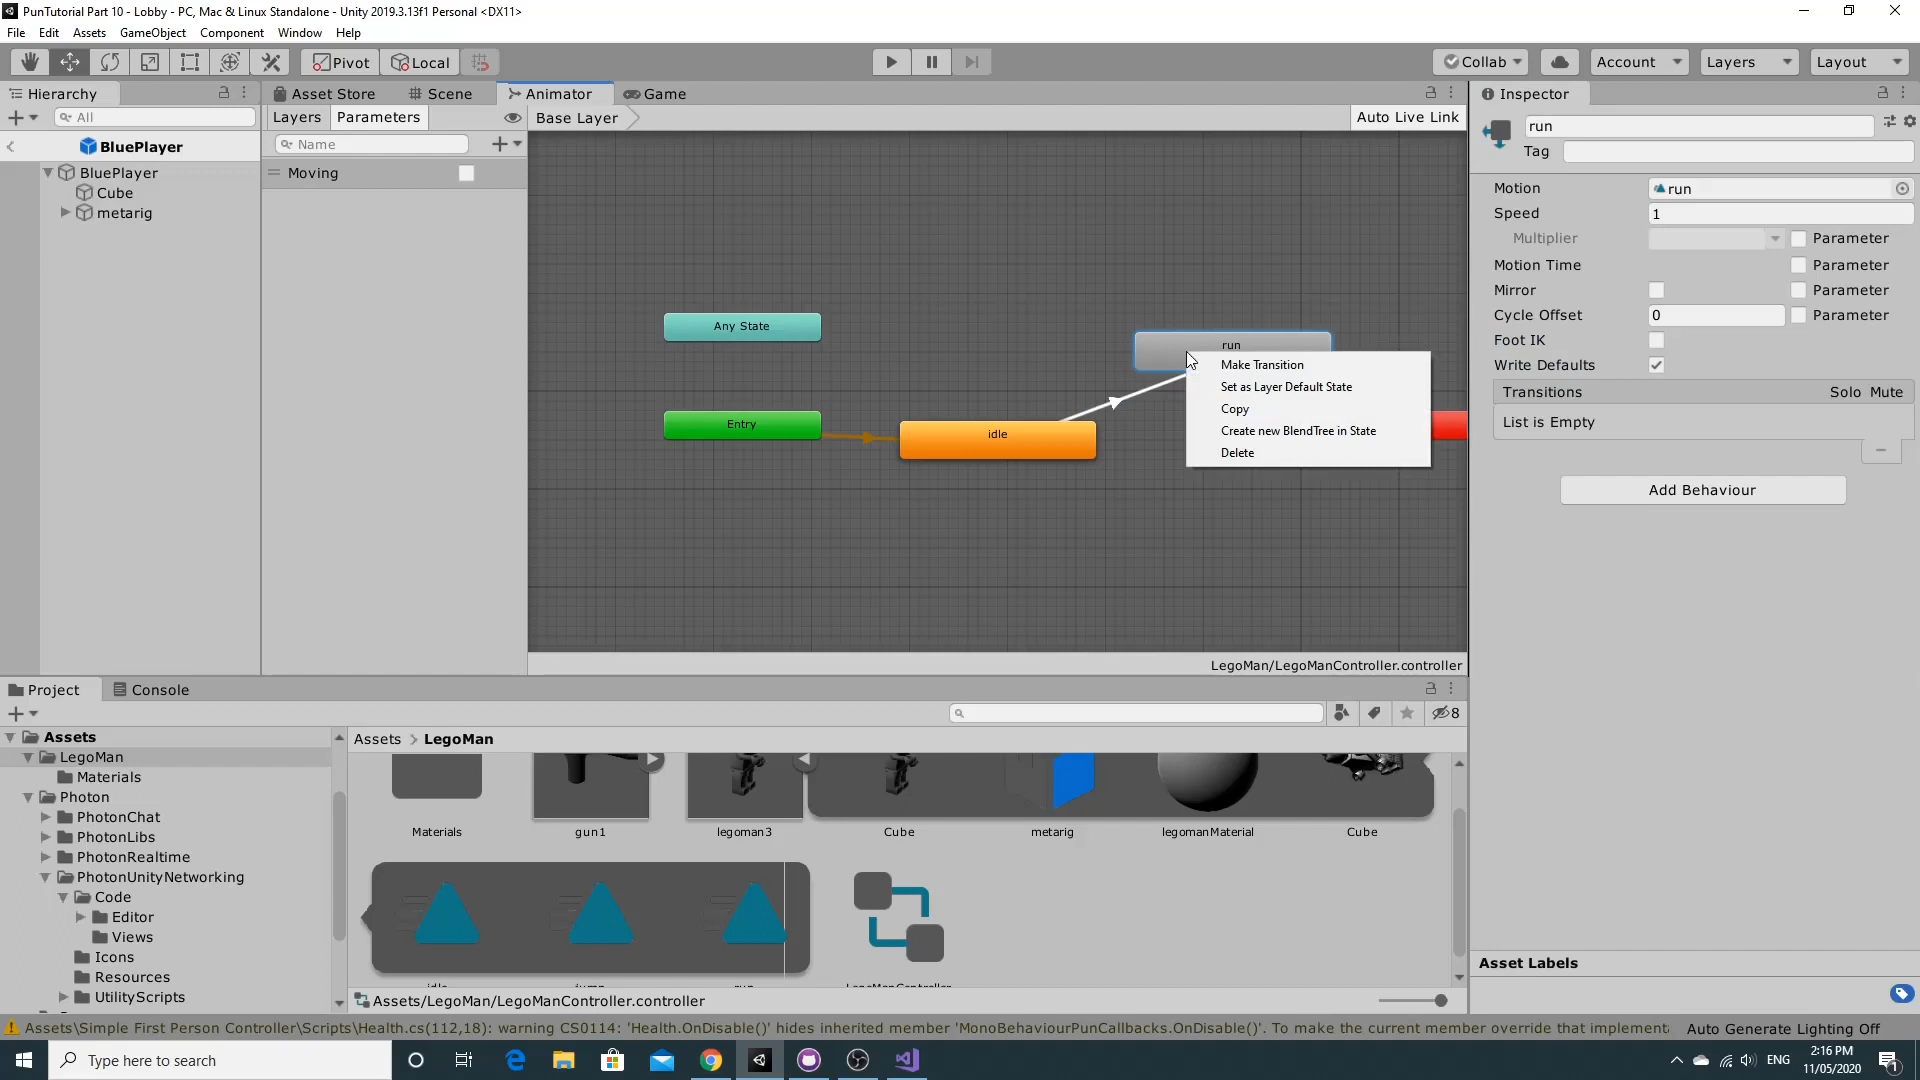 PunTutorial Part 10 - Lobby - PC, Mac & Linux Standalone - Unity 2019.3.13f1 Personal <DX11>
File Edit Assets GameObject Component Window Help
Pivot Local Collab Account Layers Layout
Hierarchy
All
BluePlayer
BluePlayer
Cube
metarig
Asset Store Scene Animator Game
Layers Parameters Base Layer Auto Live Link
Name
Moving
Any State
Entry
idle
run
Make Transition
Set as Layer Default State
Copy
Create new BlendTree in State
Delete
LegoMan/LegoManController.controller
Inspector
run
Tag
Motion run
Speed 1
Multiplier Parameter
Motion Time Parameter
Mirror Parameter
Cycle Offset 0 Parameter
Foot IK
Write Defaults
Transitions Solo Mute
List is Empty
Add Behaviour
Asset Labels
Project Console
8
Assets
LegoMan
Materials
Photon
PhotonChat
PhotonLibs
PhotonRealtime
PhotonUnityNetworking
Code
Editor
Views
Icons
Resources
UtilityScripts
Assets > LegoMan
Materials gun1 legoman3 Cube metarig legomanMaterial Cube
Assets/LegoMan/LegoManController.controller
Assets\Simple First Person Controller\Scripts\Health.cs(112,18): warning CS0114: 'Health.OnDisable()' hides inherited member 'MonoBehaviourPunCallbacks.OnDisable()'. To make the current member override that implement
Auto Generate Lighting Off
Type here to search
ENG
2:16 PM
11/05/2020
1